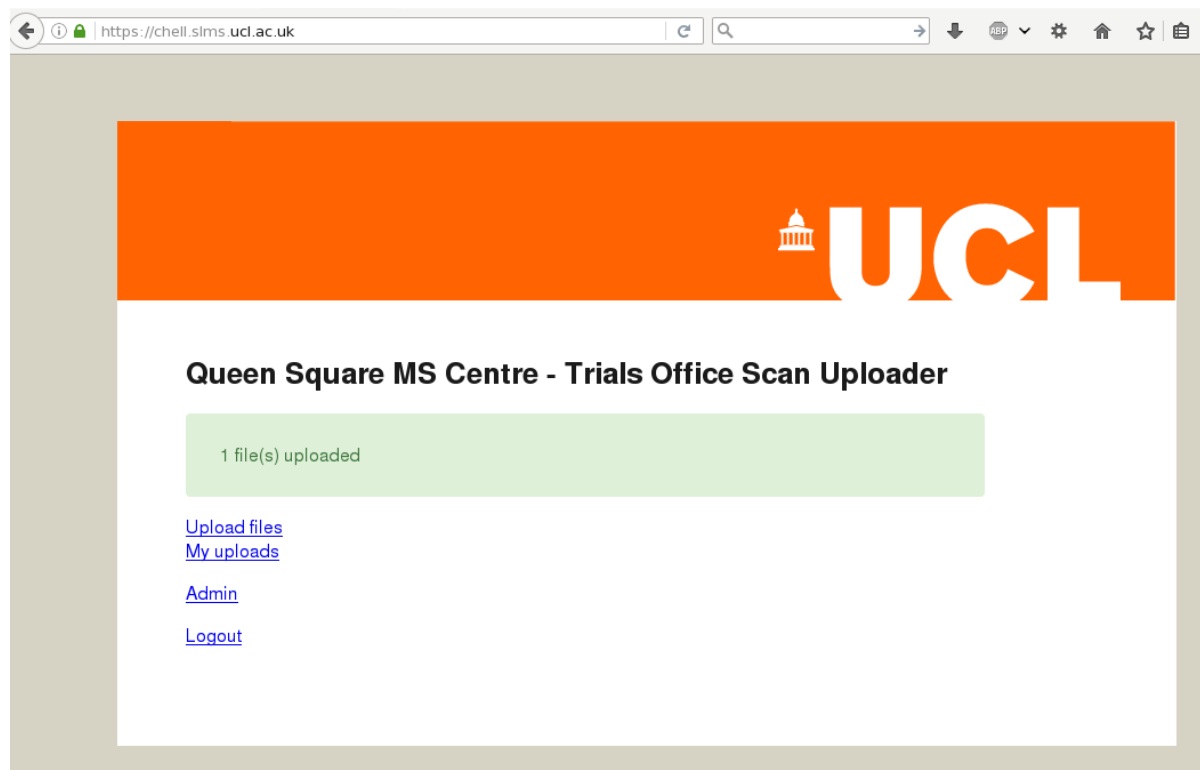 https://chell.slms.ucl.ac.uk
ABP
UCL
Queen Square MS Centre - Trials Office Scan Uploader
1 file(s) uploaded
Upload files
My uploads
Admin
Logout